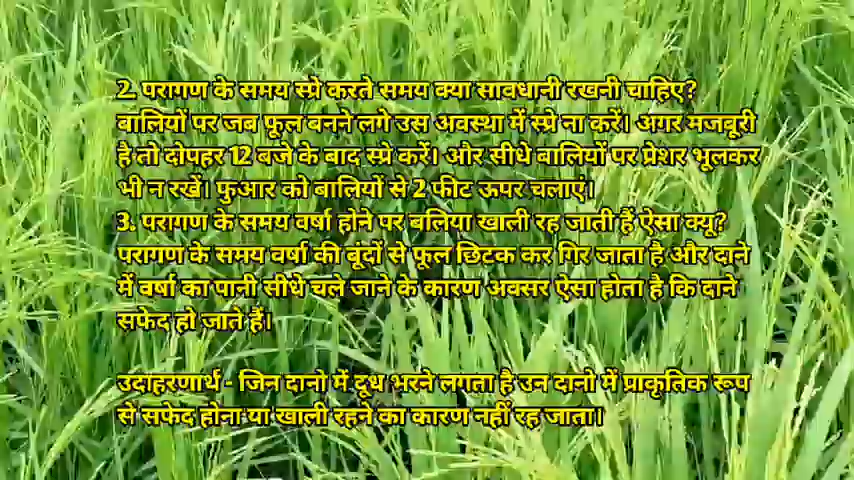 2. परागण के समय स्प्रे करते समय क्या सावधानी रखनी चाहिए?
बालियों पर जब फूल बनने लगे उस अवस्था में स्प्रे ना करें। अगर मजबूरी
है तो दोपहर 12 बजे के बाद स्प्रे करें। और सीधे बालियों पर प्रेशर भूलकर
भी न रखें। फुआर को बालियों से 2 फीट ऊपर चलाएं।
3. परागण के समय वर्षा होने पर बलिया खाली रह जाती हैं ऐसा क्यू?
परागण के समय वर्षा की बूंदों से फूल छिटक कर गिर जाता है और दाने
में वर्षा का पानी सीधे चले जाने के कारण अक्सर ऐसा होता है कि दाने
सफेद हो जाते हैं।
उदाहरणार्थ - जिन दानो में दूध भरने लगता है उन दानो में प्राकृतिक रूप
से सफेद होना या खाली रहने का कारण नहीं रह जाता।